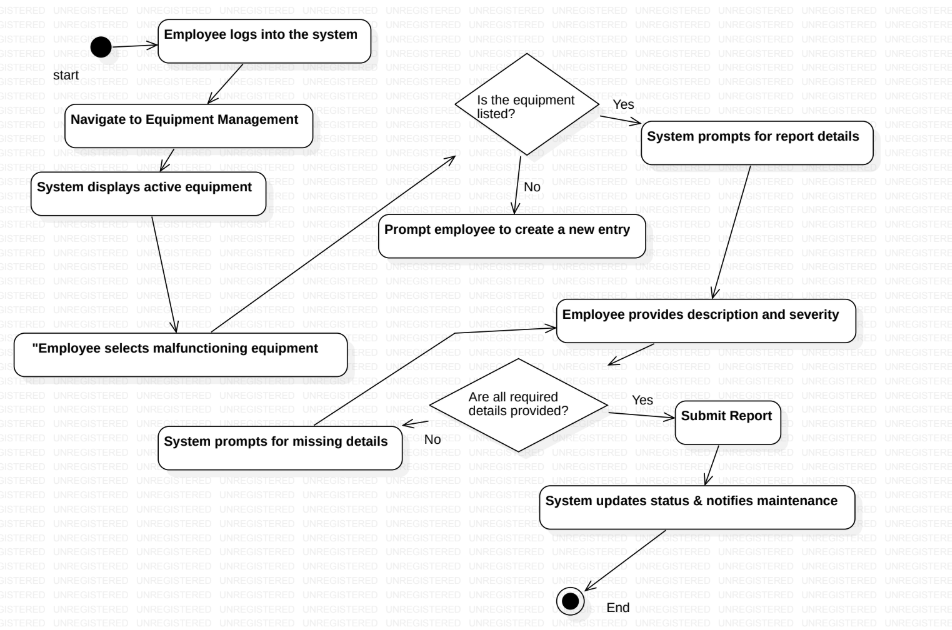 Employee logs into the system
start
Navigate to Equipment Management
System displays active equipment
"Employee selects malfunctioning equipment
Is the equipment
listed?
Yes
System prompts for report details
No
Prompt employee to create a new entry
Employee provides description and severity
Are all required
details provided?
Yes
Submit Report
No
System prompts for missing details
System updates status & notifies maintenance
End
UNREGISTERED